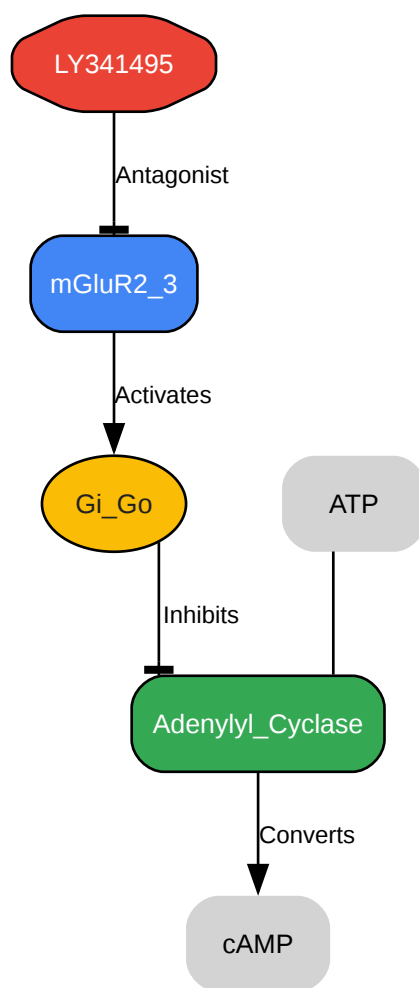 LY341495
Antagonist
mGluR2_3
Activates
Gi_Go
ATP
Inhibits
Adenylyl_Cyclase
Converts
cAMP